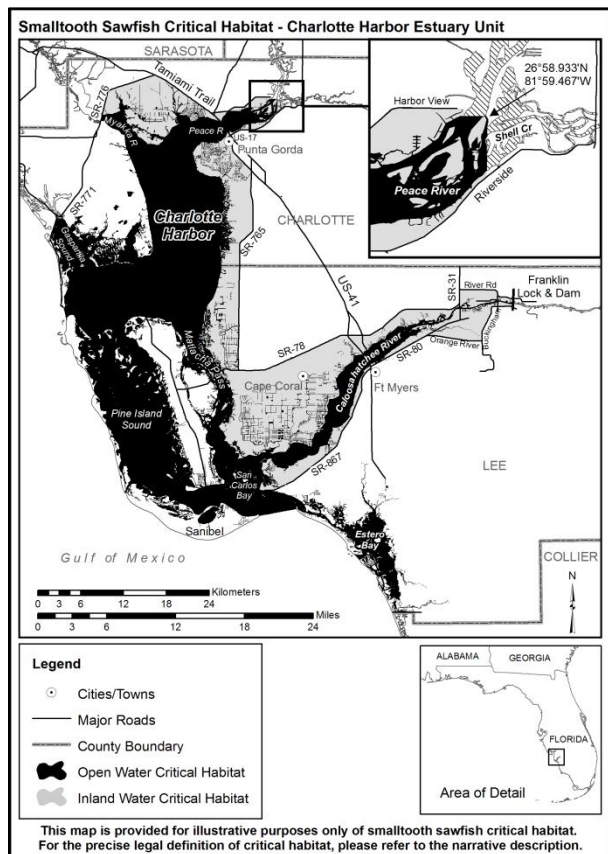 Smalltooth Sawfish Critical Habitat - Charlotte Harbor Estuary Unit
SARASOTA
Tamiami Trail
SR-776
Myakka R
Peace R
US-17
Punta Gorda
26°58.933'N
81°59.467'W
Harbor View
Shell Cr
Peace River
Riverside
SR-771
Gasparilla
Sound
Charlotte
Harbor
SR-765
CHARLOTTE
US-41
SR-31
Franklin
Lock & Dam
River Rd
Buckingham
Orange River
SR-80
SR-78
Matlacha Pass
Cape Coral
Caloosahatchee River
Ft Myers
Pine Island
Sound
SR-867
San
Carlos
Bay
LEE
Sanibel
Estero
Bay
Gulf of Mexico
COLLIER
N
Kilometers
0 3 6 12 18 24
Miles
0 3 6 12 18 24
Legend
Cities/Towns
Major Roads
County Boundary
Open Water Critical Habitat
Inland Water Critical Habitat
ALABAMA
GEORGIA
FLORIDA
Area of Detail
This map is provided for illustrative purposes only of smalltooth sawfish critical habitat.
For the precise legal definition of critical habitat, please refer to the narrative description.